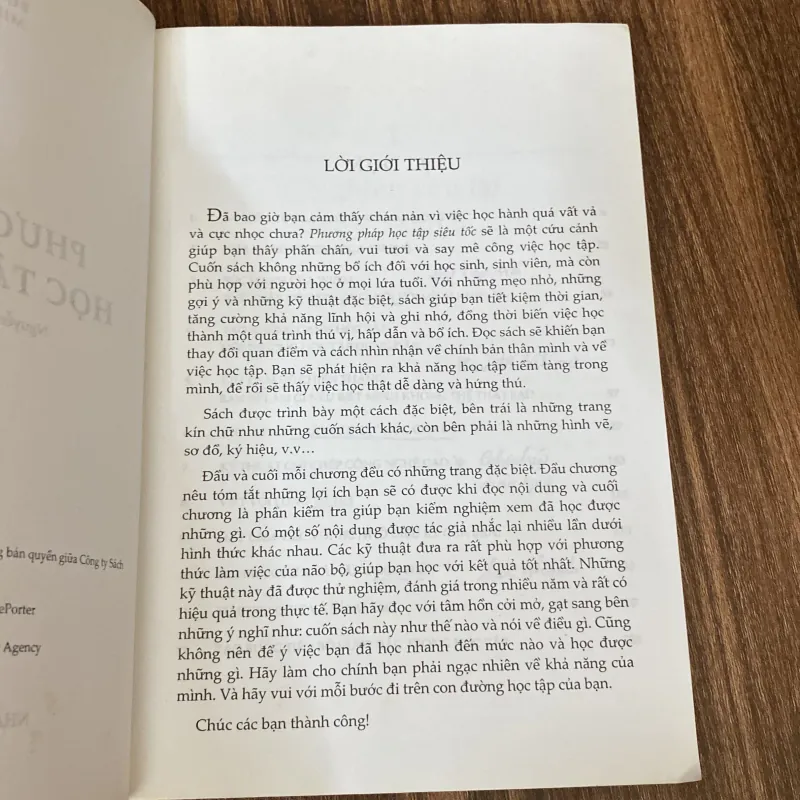 LỜI GIỚI THIỆU
Đã bao giờ bạn cảm thấy chán nản vì việc học hành quá vất vả
và cực nhọc chưa? Phương pháp học tập siêu tốc sẽ là một cứu cánh
giúp bạn thấy phấn chấn, vui tươi và say mê công việc học tập.
Cuốn sách không những bổ ích đối với học sinh, sinh viên, mà còn
phù hợp với người học ở mọi lứa tuổi. Với những mẹo nhỏ, những
gợi ý và những kỹ thuật đặc biệt, sách giúp bạn tiết kiệm thời gian,
tăng cường khả năng lĩnh hội và ghi nhớ, đồng thời biến việc học
thành một quá trình thú vị, hấp dẫn và bổ ích. Đọc sách sẽ khiến bạn
thay đổi quan điểm và cách nhìn nhận về chính bản thân mình và về
việc học tập. Bạn sẽ phát hiện ra khả năng học tập tiềm tàng trong
mình, để rồi sẽ thấy việc học thật dễ dàng và hứng thú.
Sách được trình bày một cách đặc biệt, bên trái là những trang
kín chữ như những cuốn sách khác, còn bên phải là những hình vẽ,
sơ đồ, ký hiệu, v.v...
Đầu và cuối mỗi chương đều có những trang đặc biệt. Đầu chương
nêu tóm tắt những lợi ích bạn sẽ có được khi đọc nội dung và cuối
chương là phần kiểm tra giúp bạn kiểm nghiệm xem đã học được
những gì. Có một số nội dung được tác giả nhắc lại nhiều lần dưới
hình thức khác nhau. Các kỹ thuật đưa ra rất phù hợp với phương
thức làm việc của não bộ, giúp bạn học với kết quả tốt nhất. Những
kỹ thuật này đã được thử nghiệm, đánh giá trong nhiều năm và rất có
hiệu quả trong thực tế. Bạn hãy đọc với tâm hồn cởi mở, gạt sang bên
những ý nghĩ như: cuốn sách này như thế nào và nói về điều gì. Cũng
không nên để ý việc bạn đã học nhanh đến mức nào và học được
những gì. Hãy làm cho chính bạn phải ngạc nhiên về khả năng của
mình. Và hãy vui với mỗi bước đi trên con đường học tập của bạn.
Chúc các bạn thành công!
bản quyền giữa Công ty Sách
ePorter
Agency